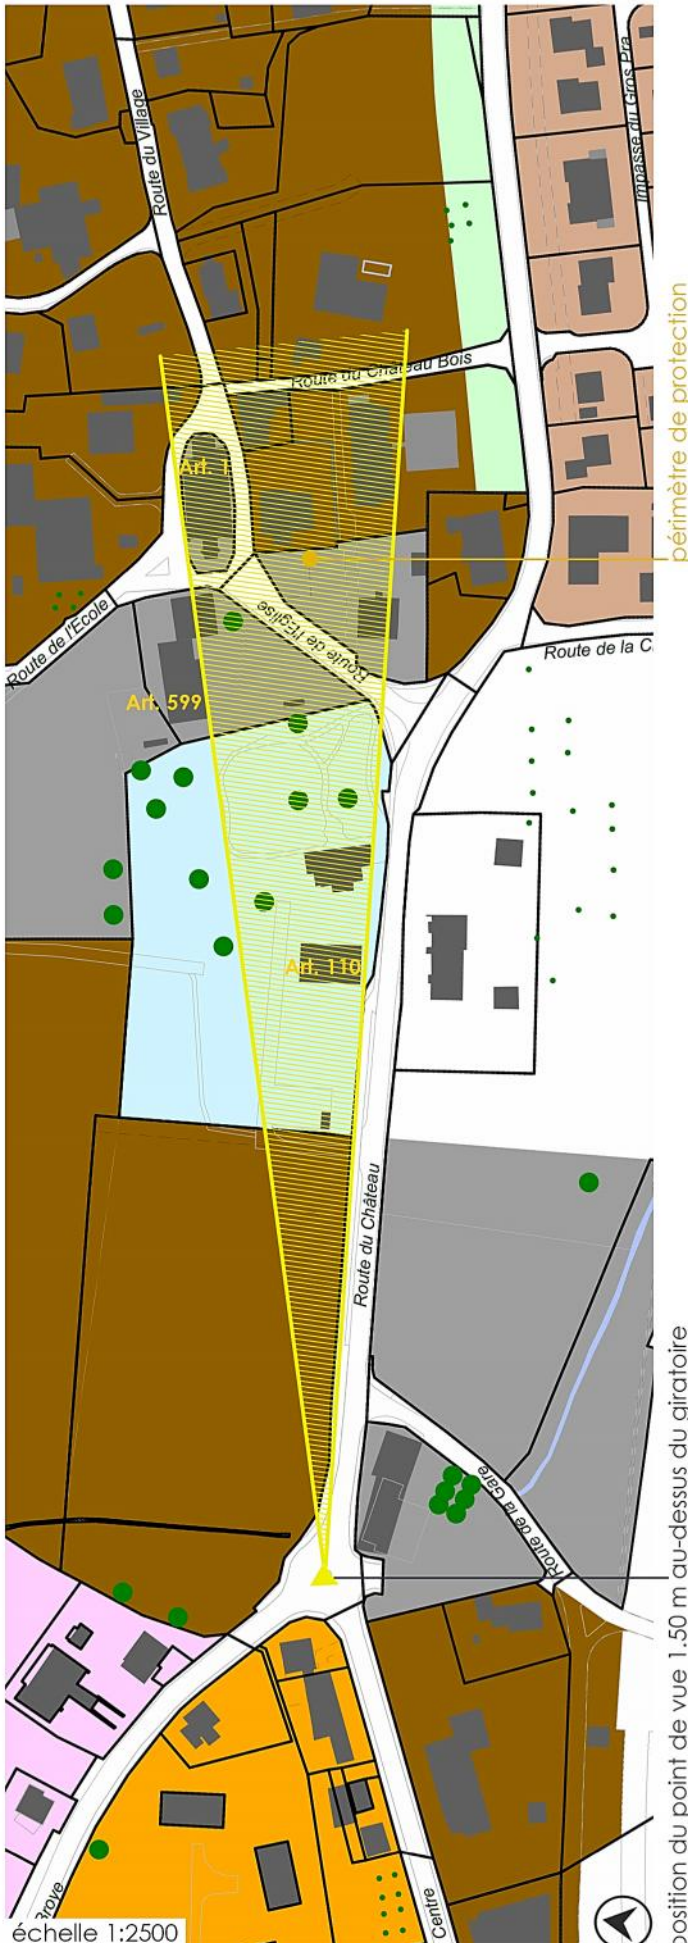 Route du Village
Impasse du Gros Pra
Route du Château Bois
périmètre de protection
Art. 1
Route de l'Ecole
Route de l'Eglise
Route de la C
Art. 599
Art. 110
Route du Château
Route de la Gare
position du point de vue 1.50 m au-dessus du giratoire
Broye
Centre
échelle 1:2500